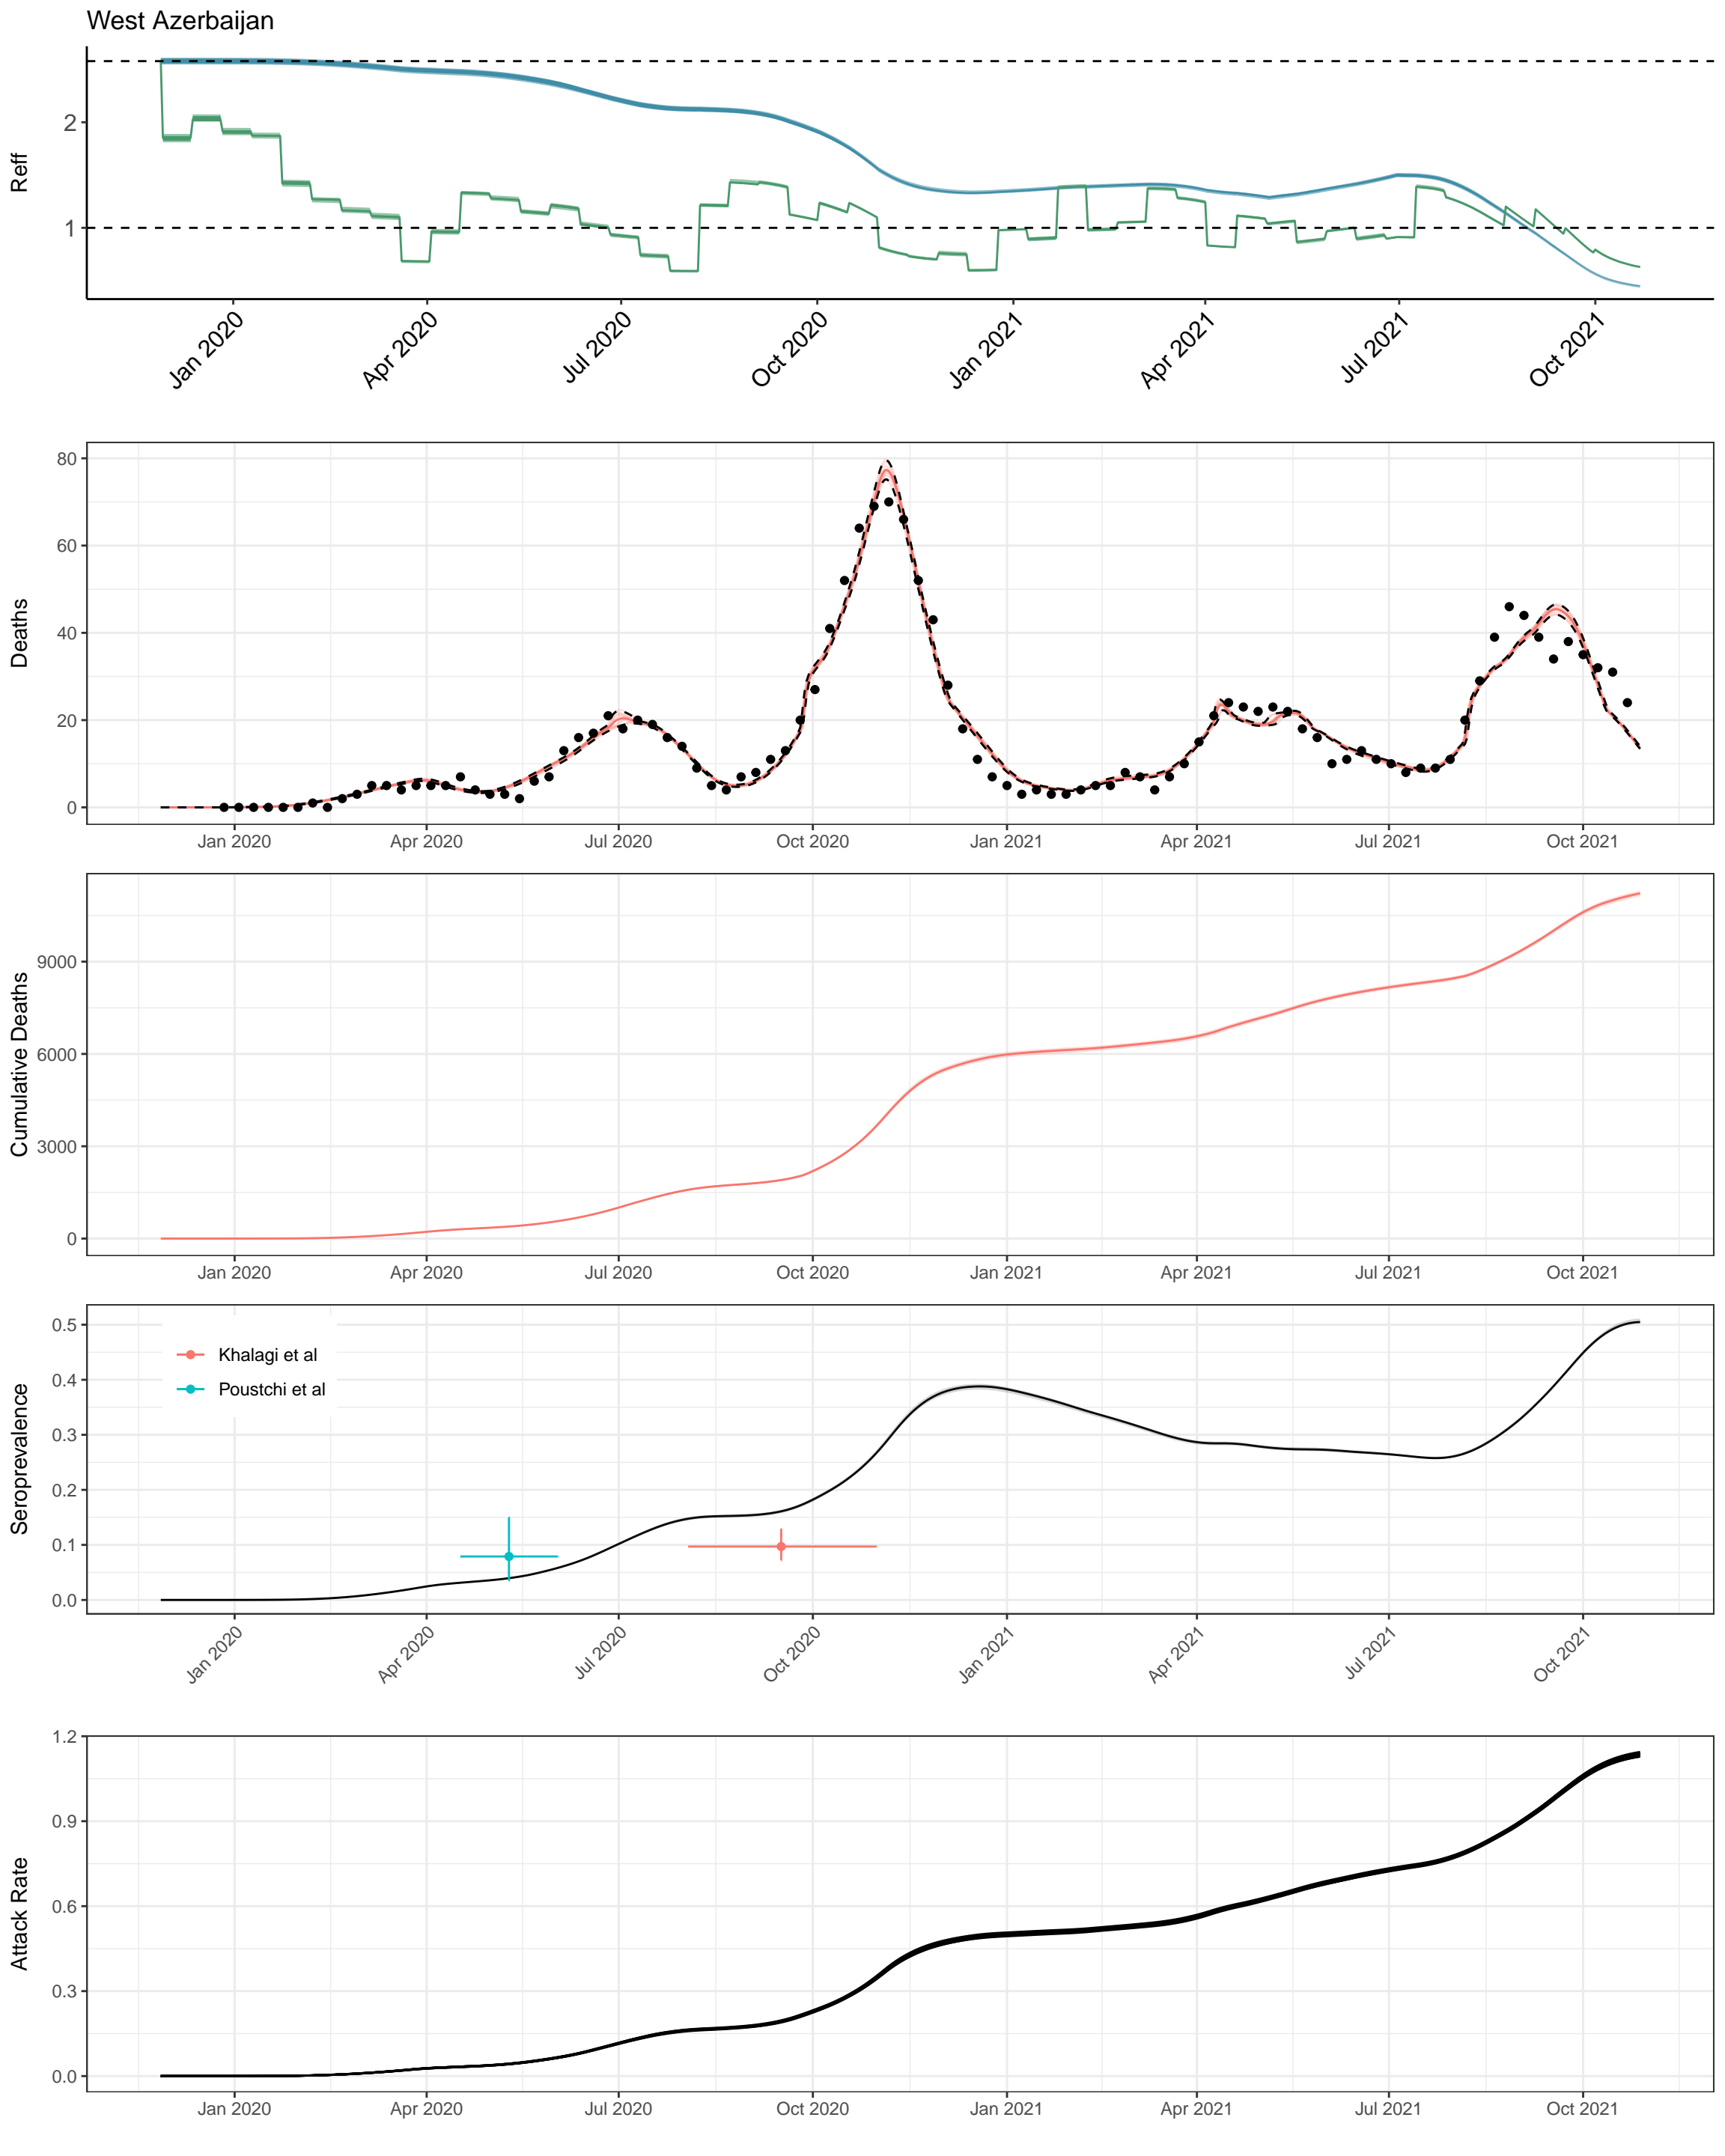 West Azerbaijan
Reff
2
1
Jan 2020
Apr 2020
Jul 2020
Oct 2020
Jan 2021
Apr 2021
Jul 2021
Oct 2021
Deaths
80
60
40
20
0
Jan 2020
Apr 2020
Jul 2020
Oct 2020
Jan 2021
Apr 2021
Jul 2021
Oct 2021
Cumulative Deaths
9000
6000
3000
0
Jan 2020
Apr 2020
Jul 2020
Oct 2020
Jan 2021
Apr 2021
Jul 2021
Oct 2021
Seroprevalence
0.5
0.4
0.3
0.2
0.1
0.0
Khalagi et al
Poustchi et al
Jan 2020
Apr 2020
Jul 2020
Oct 2020
Jan 2021
Apr 2021
Jul 2021
Oct 2021
Attack Rate
1.2
0.9
0.6
0.3
0.0
Jan 2020
Apr 2020
Jul 2020
Oct 2020
Jan 2021
Apr 2021
Jul 2021
Oct 2021